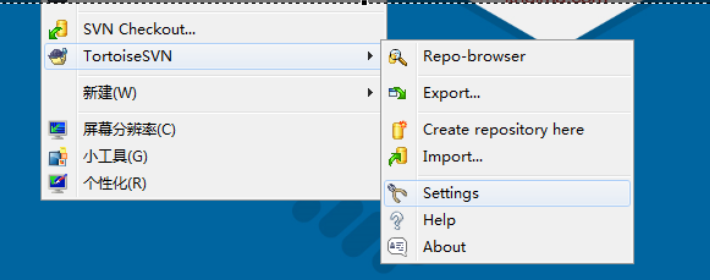 SVN Checkout...
TortoiseSVN
新建(W)
屏幕分辨率(C)
小工具(G)
个性化(R)
Repo-browser
Export...
Create repository here
Import...
Settings
Help
About